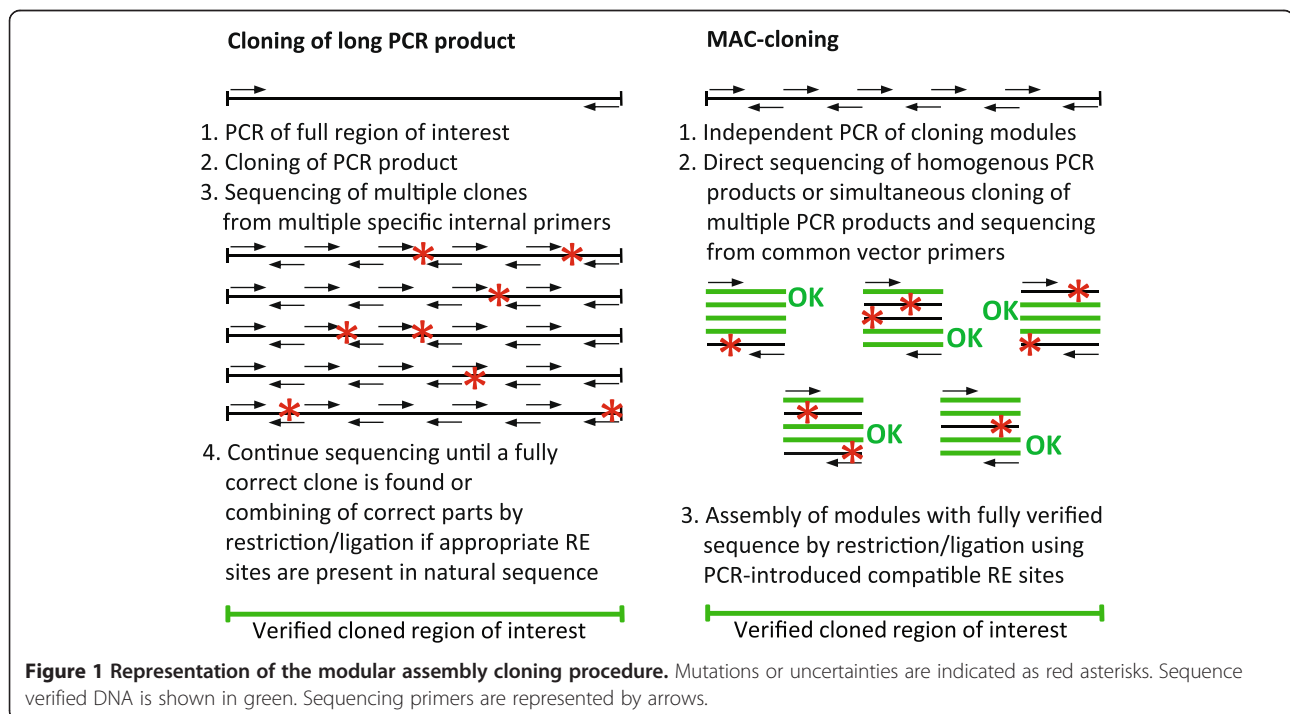 Cloning of long PCR product
1. PCR of full region of interest
2. Cloning of PCR product
3. Sequencing of multiple clones
from multiple specific internal primers
4. Continue sequencing until a fully
correct clone is found or
combining of correct parts by
restriction/ligation if appropriate RE
sites are present in natural sequence
Verified cloned region of interest
MAC-cloning
1. Independent PCR of cloning modules
2. Direct sequencing of homogenous PCR
products or simultaneous cloning of
multiple PCR products and sequencing
from common vector primers
OK
OK
OK
OK
OK
3. Assembly of modules with fully verified
sequence by restriction/ligation using
PCR-introduced compatible RE sites
Verified cloned region of interest
Figure 1 Representation of the modular assembly cloning procedure. Mutations or uncertainties are indicated as red asterisks. Sequence
verified DNA is shown in green. Sequencing primers are represented by arrows.